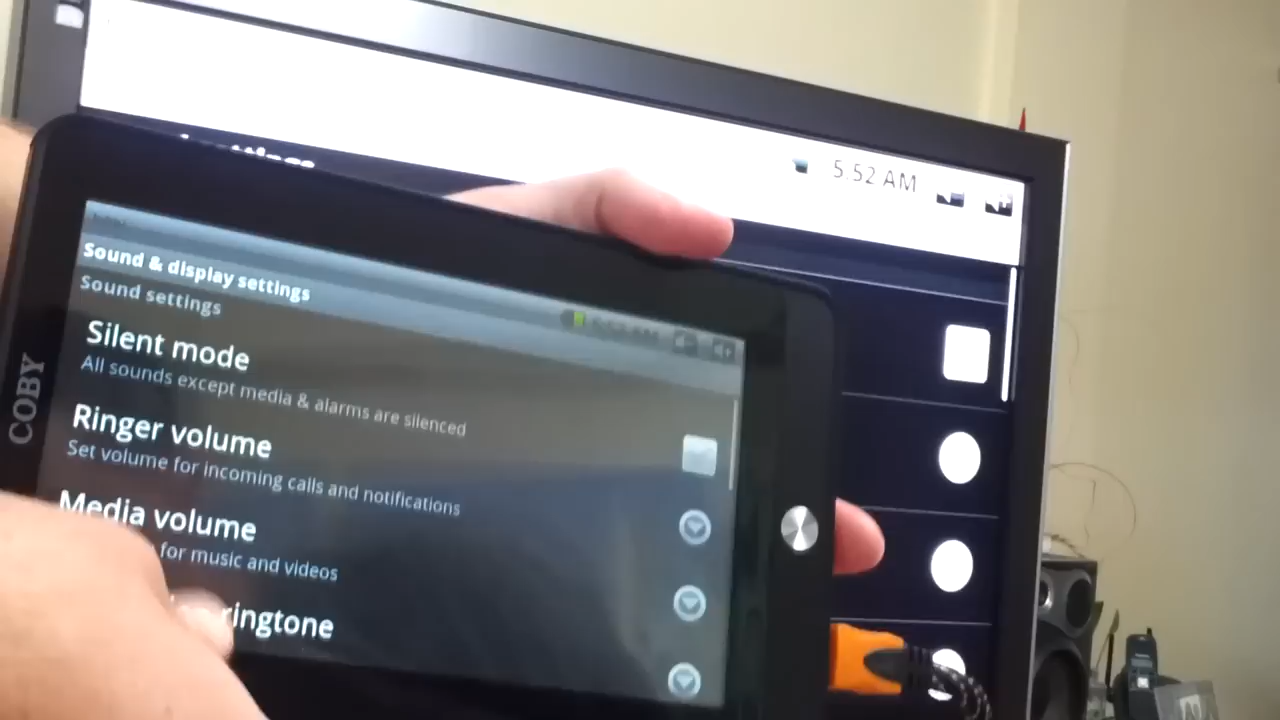 5:52 AM
COBY
Sound & display settings
Sound settings
Silent mode
All sounds except media & alarms are silenced
Ringer volume
Set volume for incoming calls and notifications
Media volume
for music and videos
ringtone